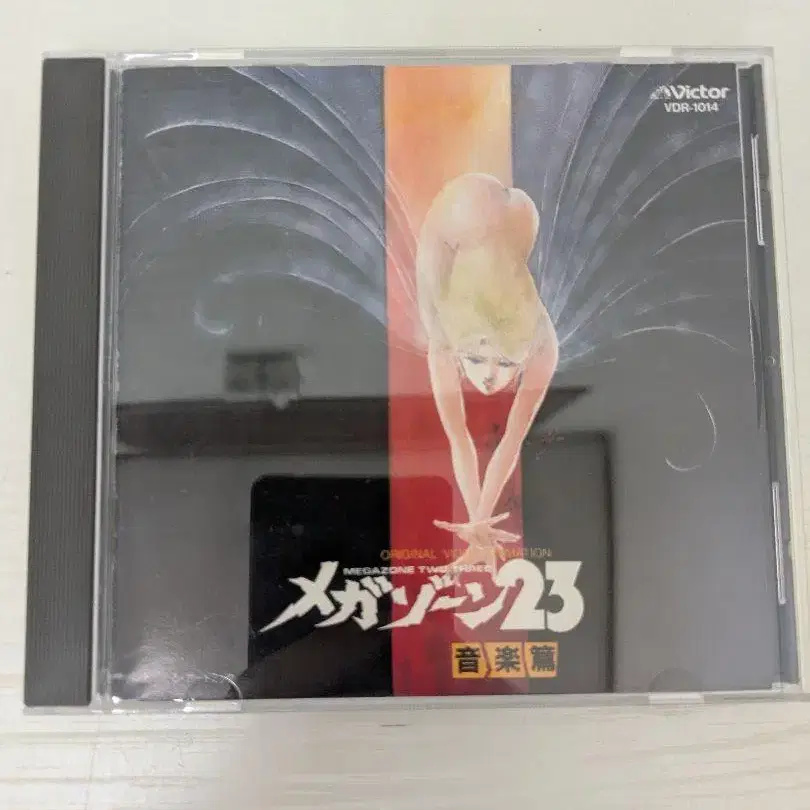 Victor
VDR-1014
ORIGINAL VIDEO ANIMATION
MEGAZONE TWO THREE
メガゾーン23
音楽篇